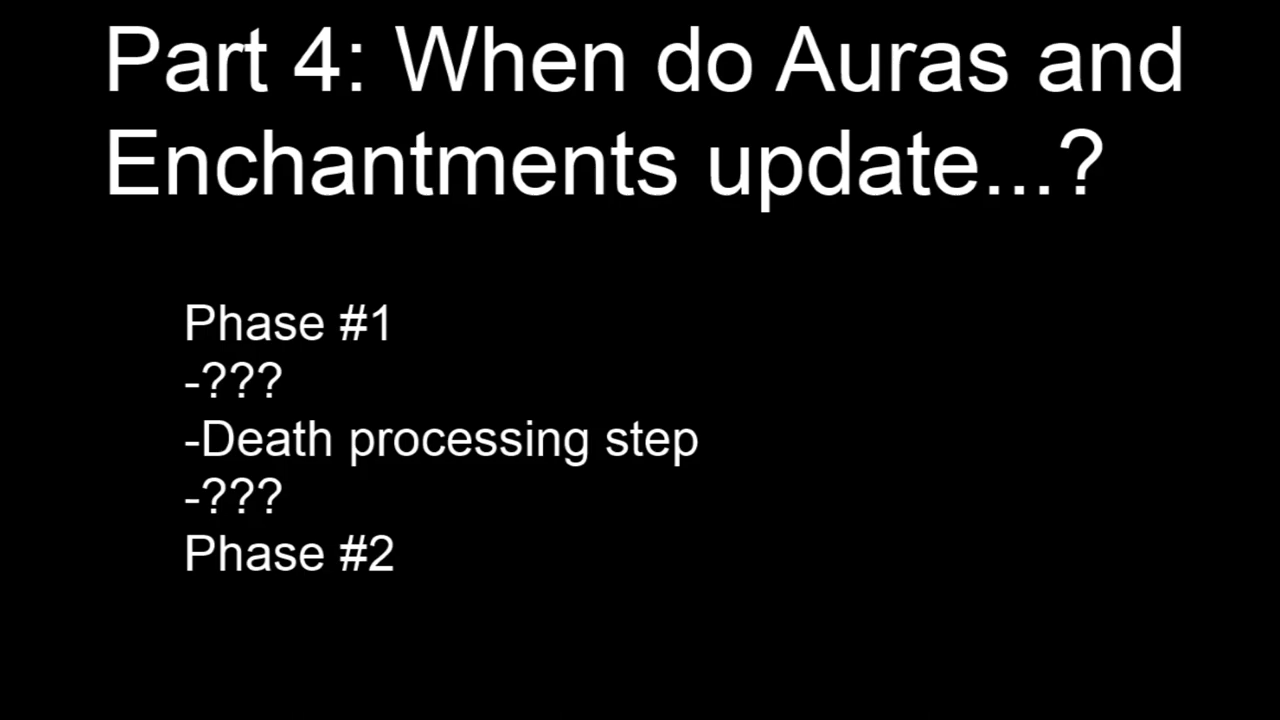 Part 4: When do Auras and
Enchantments update...?
Phase #1
-???
-Death processing step
-???
Phase #2